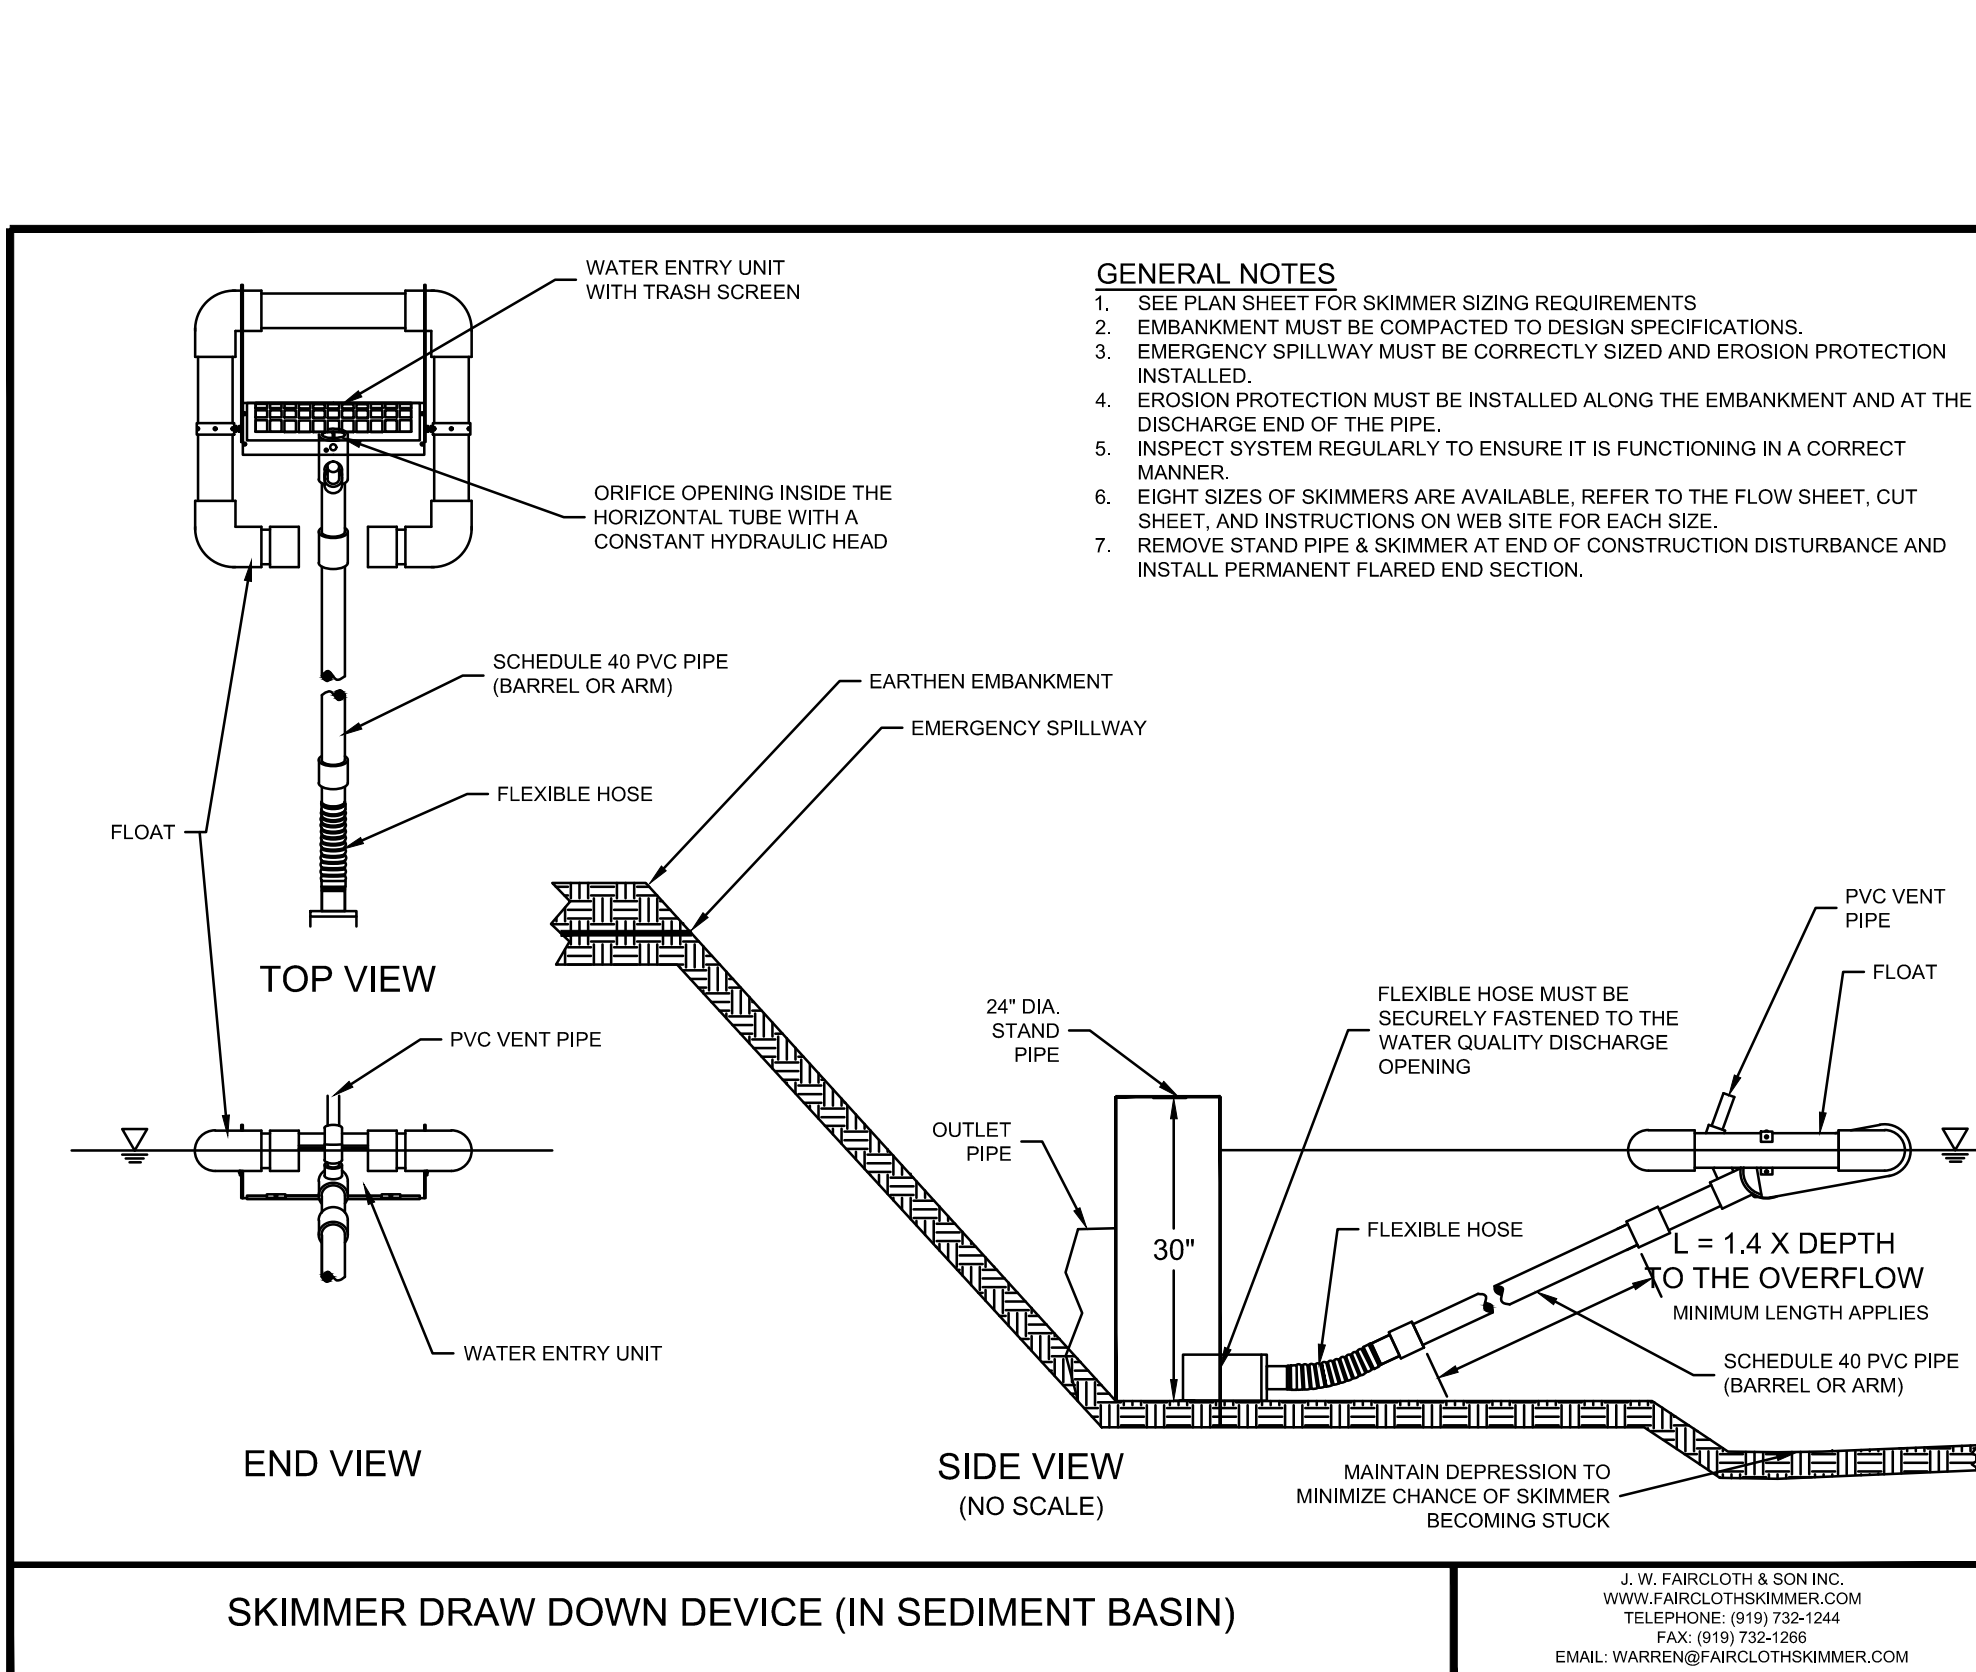 WATER ENTRY UNIT
WITH TRASH SCREEN
ORIFICE OPENING INSIDE THE
HORIZONTAL TUBE WITH A
CONSTANT HYDRAULIC HEAD
SCHEDULE 40 PVC PIPE
(BARREL OR ARM)
FLEXIBLE HOSE
FLOAT
TOP VIEW
PVC VENT PIPE
WATER ENTRY UNIT
END VIEW
GENERAL NOTES
1. SEE PLAN SHEET FOR SKIMMER SIZING REQUIREMENTS
2. EMBANKMENT MUST BE COMPACTED TO DESIGN SPECIFICATIONS.
3. EMERGENCY SPILLWAY MUST BE CORRECTLY SIZED AND EROSION PROTECTION
INSTALLED.
4. EROSION PROTECTION MUST BE INSTALLED ALONG THE EMBANKMENT AND AT THE
DISCHARGE END OF THE PIPE.
5. INSPECT SYSTEM REGULARLY TO ENSURE IT IS FUNCTIONING IN A CORRECT
MANNER.
6. EIGHT SIZES OF SKIMMERS ARE AVAILABLE, REFER TO THE FLOW SHEET, CUT
SHEET, AND INSTRUCTIONS ON WEB SITE FOR EACH SIZE.
7. REMOVE STAND PIPE & SKIMMER AT END OF CONSTRUCTION DISTURBANCE AND
INSTALL PERMANENT FLARED END SECTION.
EARTHEN EMBANKMENT
EMERGENCY SPILLWAY
24" DIA.
STAND
PIPE
OUTLET
PIPE
30"
FLEXIBLE HOSE MUST BE
SECURELY FASTENED TO THE
WATER QUALITY DISCHARGE
OPENING
PVC VENT
PIPE
FLOAT
FLEXIBLE HOSE
L = 1.4 X DEPTH
TO THE OVERFLOW
MINIMUM LENGTH APPLIES
SCHEDULE 40 PVC PIPE
(BARREL OR ARM)
SIDE VIEW
(NO SCALE)
MAINTAIN DEPRESSION TO
MINIMIZE CHANCE OF SKIMMER
BECOMING STUCK
SKIMMER DRAW DOWN DEVICE (IN SEDIMENT BASIN)
J. W. FAIRCLOTH & SON INC.
WWW.FAIRCLOTHSKIMMER.COM
TELEPHONE: (919) 732-1244
FAX: (919) 732-1266
EMAIL: WARREN@FAIRCLOTHSKIMMER.COM